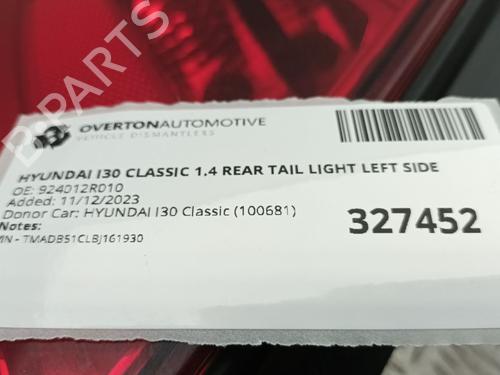 B PARTS
OVERTONAUTOMOTIVE
VEHICLE DISMANTLERS
HYUNDAI I30 CLASSIC 1.4 REAR TAIL LIGHT LEFT SIDE
OE: 924012R010
Added: 11/12/2023
Donor Car: HYUNDAI I30 Classic (100681)
Notes:
VIN - TMADB51CLBJ161930
327452